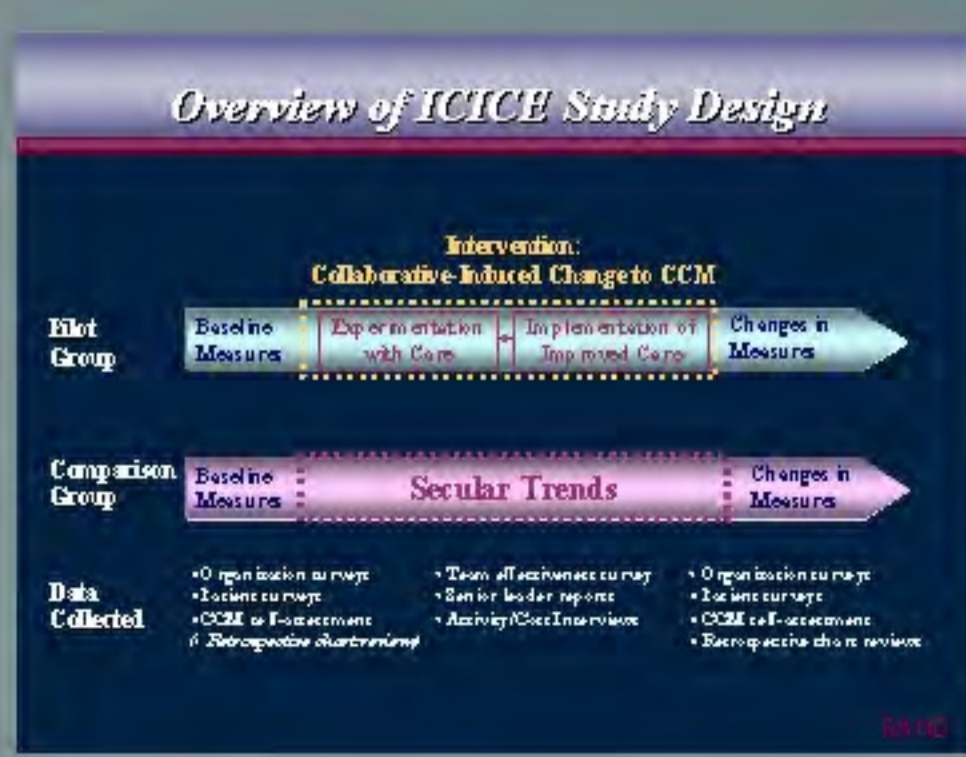 Overview of ICICE Study Design
Intervention:
Collaborative-Induced Change to CCM
Pilot
Group
Baseline
Measures
Experimentation
with Care
Implementation of
Improved Care
Changes in
Measures
Comparison
Group
Baseline
Measures
Secular Trends
Changes in
Measures
Data
Collected
• Organization surveys
• Patient surveys
• CCM self-assessment
( Retrospective chart review)
• Team effectiveness survey
• Senior leader reports
• Activity/Cost Interviews
• Organization surveys
• Patient surveys
• CCM self-assessment
• Retrospective chart reviews
RAND